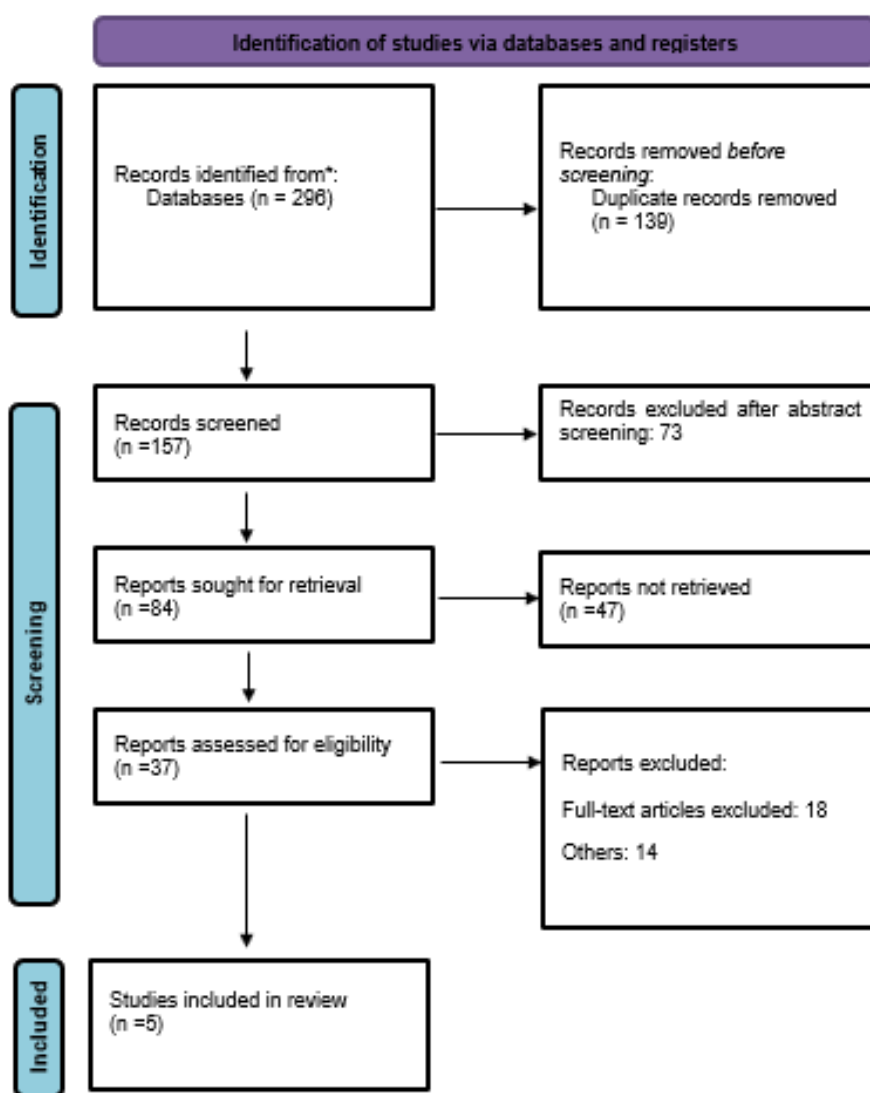 Identification of studies via databases and registers
Identification
Records identified from*:
Databases (n = 296)
Records removed before
screening:
Duplicate records removed
(n = 139)
Screening
Records screened
(n =157)
Records excluded after abstract
screening: 73
Reports sought for retrieval
(n =84)
Reports not retrieved
(n =47)
Reports assessed for eligibility
(n =37)
Reports excluded:
Full-text articles excluded: 18
Others: 14
Included
Studies included in review
(n =5)